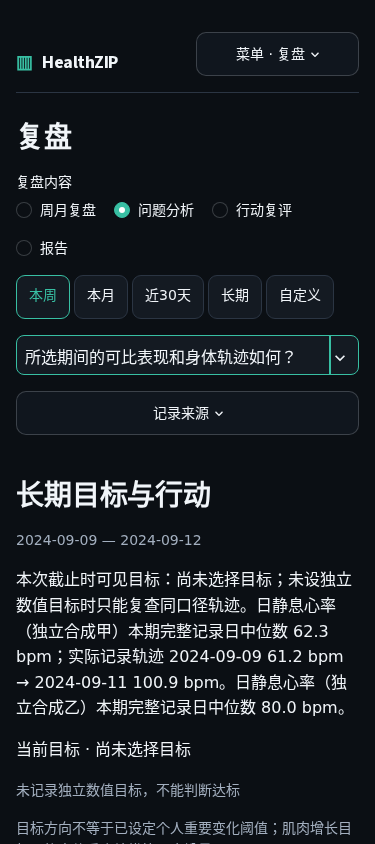 HealthZIP
菜单 · 复盘
复盘
复盘内容
周月复盘
问题分析
行动复评
报告
本周
本月
近30天
长期
自定义
所选期间的可比表现和身体轨迹如何？
记录来源
长期目标与行动
2024-09-09 — 2024-09-12
本次截止时可见目标：尚未选择目标；未设独立
数值目标时只能复查同口径轨迹。日静息心率
（独立合成甲）本期完整记录日中位数 62.3
bpm；实际记录轨迹 2024-09-09 61.2 bpm
→ 2024-09-11 100.9 bpm。日静息心率（独
立合成乙）本期完整记录日中位数 80.0 bpm。
当前目标 · 尚未选择目标
未记录独立数值目标，不能判断达标
目标方向不等于已设定个人重要变化阈值；肌肉增长目